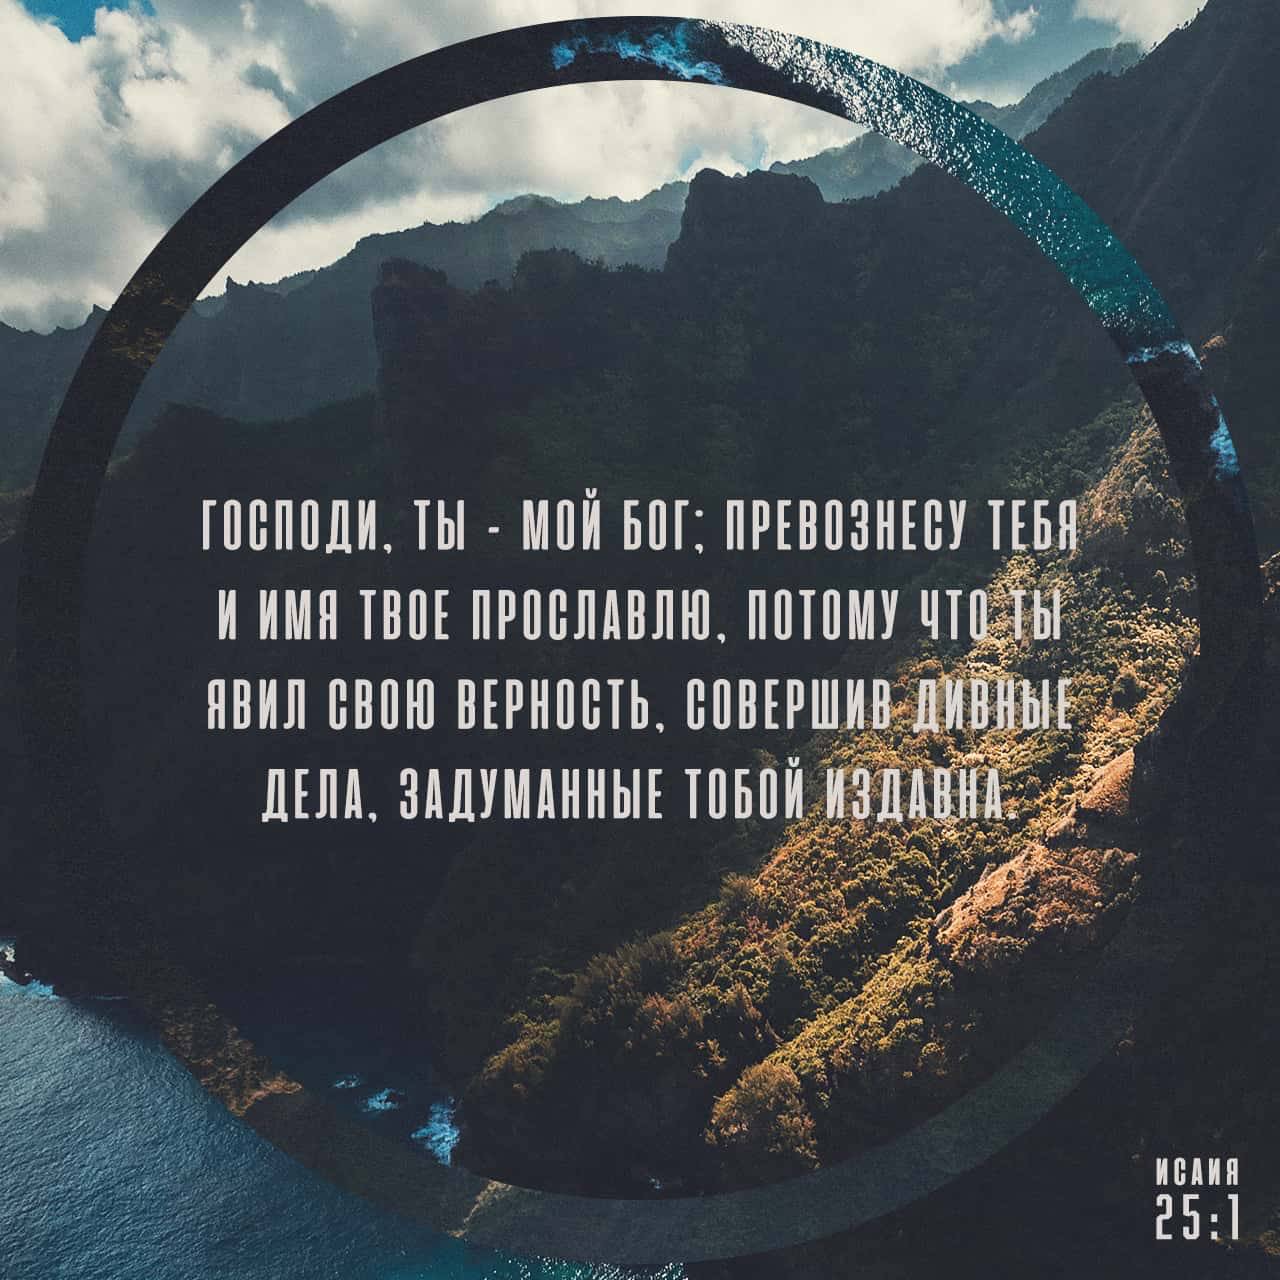 ГОСПОДИ, ТЫ - МОЙ БОГ; ПРЕВОЗНЕСУ ТЕБЯ
И ИМЯ ТВОЕ ПРОСЛАВЛЮ, ПОТОМУ ЧТО ТЫ
ЯВИЛ СВОЮ ВЕРНОСТЬ, СОВЕРШИВ ДИВНЫЕ
ДЕЛА, ЗАДУМАННЫЕ ТОБОЙ ИЗДАВНА.
ИСАИЯ
25:1